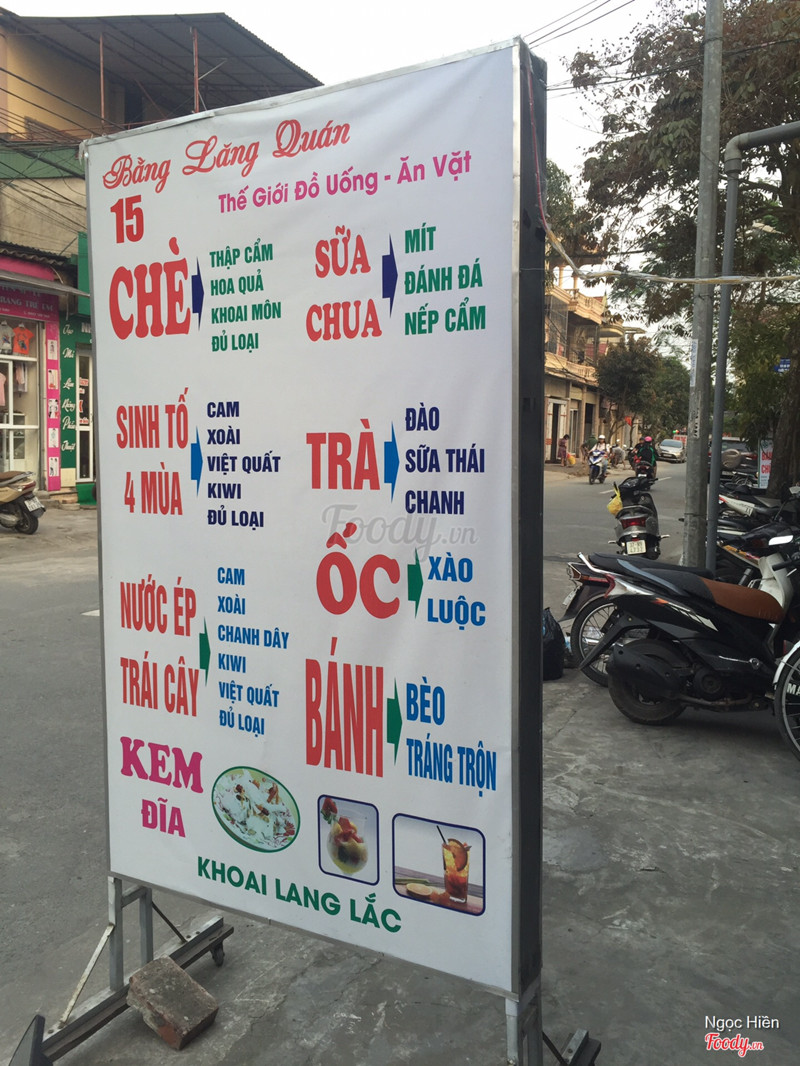 Bằng Lăng Quán
Thế Giới Đồ Uống - Ăn Vặt
15
CHÈ
THẬP CẨM
HOA QUẢ
KHOAI MÔN
ĐỦ LOẠI
SỮA
CHUA
MÍT
ĐÁNH ĐÁ
NẾP CẨM
SINH TỐ
4 MÙA
CAM
XOÀI
VIỆT QUẤT
KIWI
ĐỦ LOẠI
TRÀ
ĐÀO
SỮA THÁI
CHANH
Foody.vn
ỐC
XÀO
LUỘC
NƯỚC ÉP
TRÁI CÂY
CAM
XOÀI
CHANH DÂY
KIWI
VIỆT QUẤT
ĐỦ LOẠI
BÁNH
BÈO
TRÁNG TRỘN
KEM
ĐĨA
KHOAI LANG LẮC
Ngọc Hiền
Foody.vn